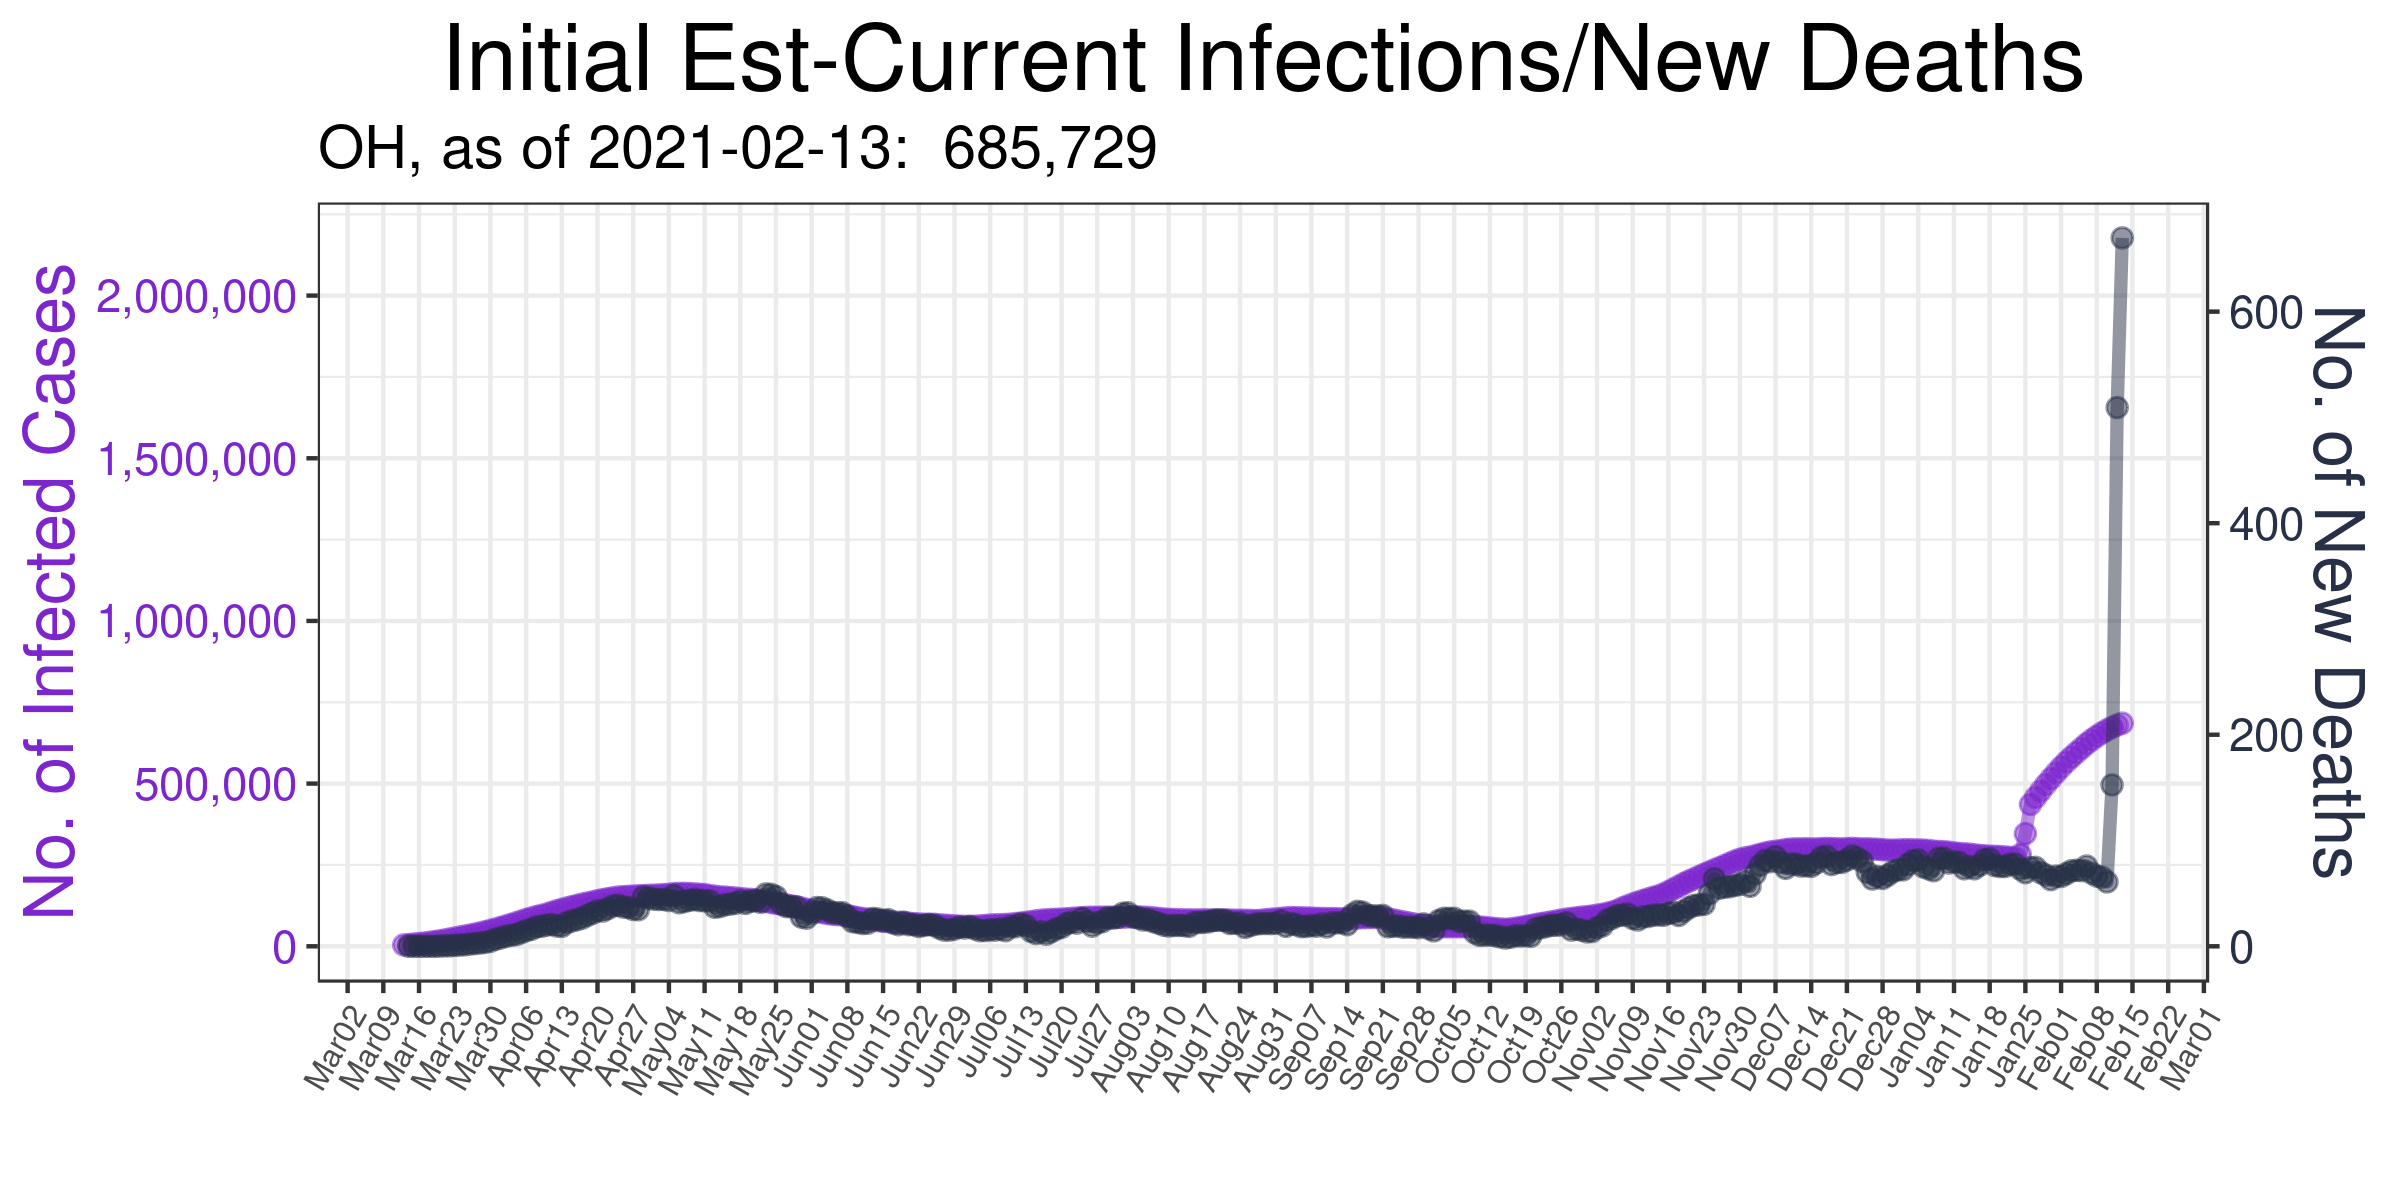 Initial Est-Current Infections/New Deaths
OH, as of 2021-02-13:  685,729
No. of Infected Cases
2,000,000
1,500,000
1,000,000
500,000
0
600
400
200
0
No. of New Deaths
Mar02
Mar09
Mar16
Mar23
Mar30
Apr06
Apr13
Apr20
Apr27
May04
May11
May18
May25
Jun01
Jun08
Jun15
Jun22
Jun29
Jul06
Jul13
Jul20
Jul27
Aug03
Aug10
Aug17
Aug24
Aug31
Sep07
Sep14
Sep21
Sep28
Oct05
Oct12
Oct19
Oct26
Nov02
Nov09
Nov16
Nov23
Nov30
Dec07
Dec14
Dec21
Dec28
Jan04
Jan11
Jan18
Jan25
Feb01
Feb08
Feb15
Feb22
Mar01